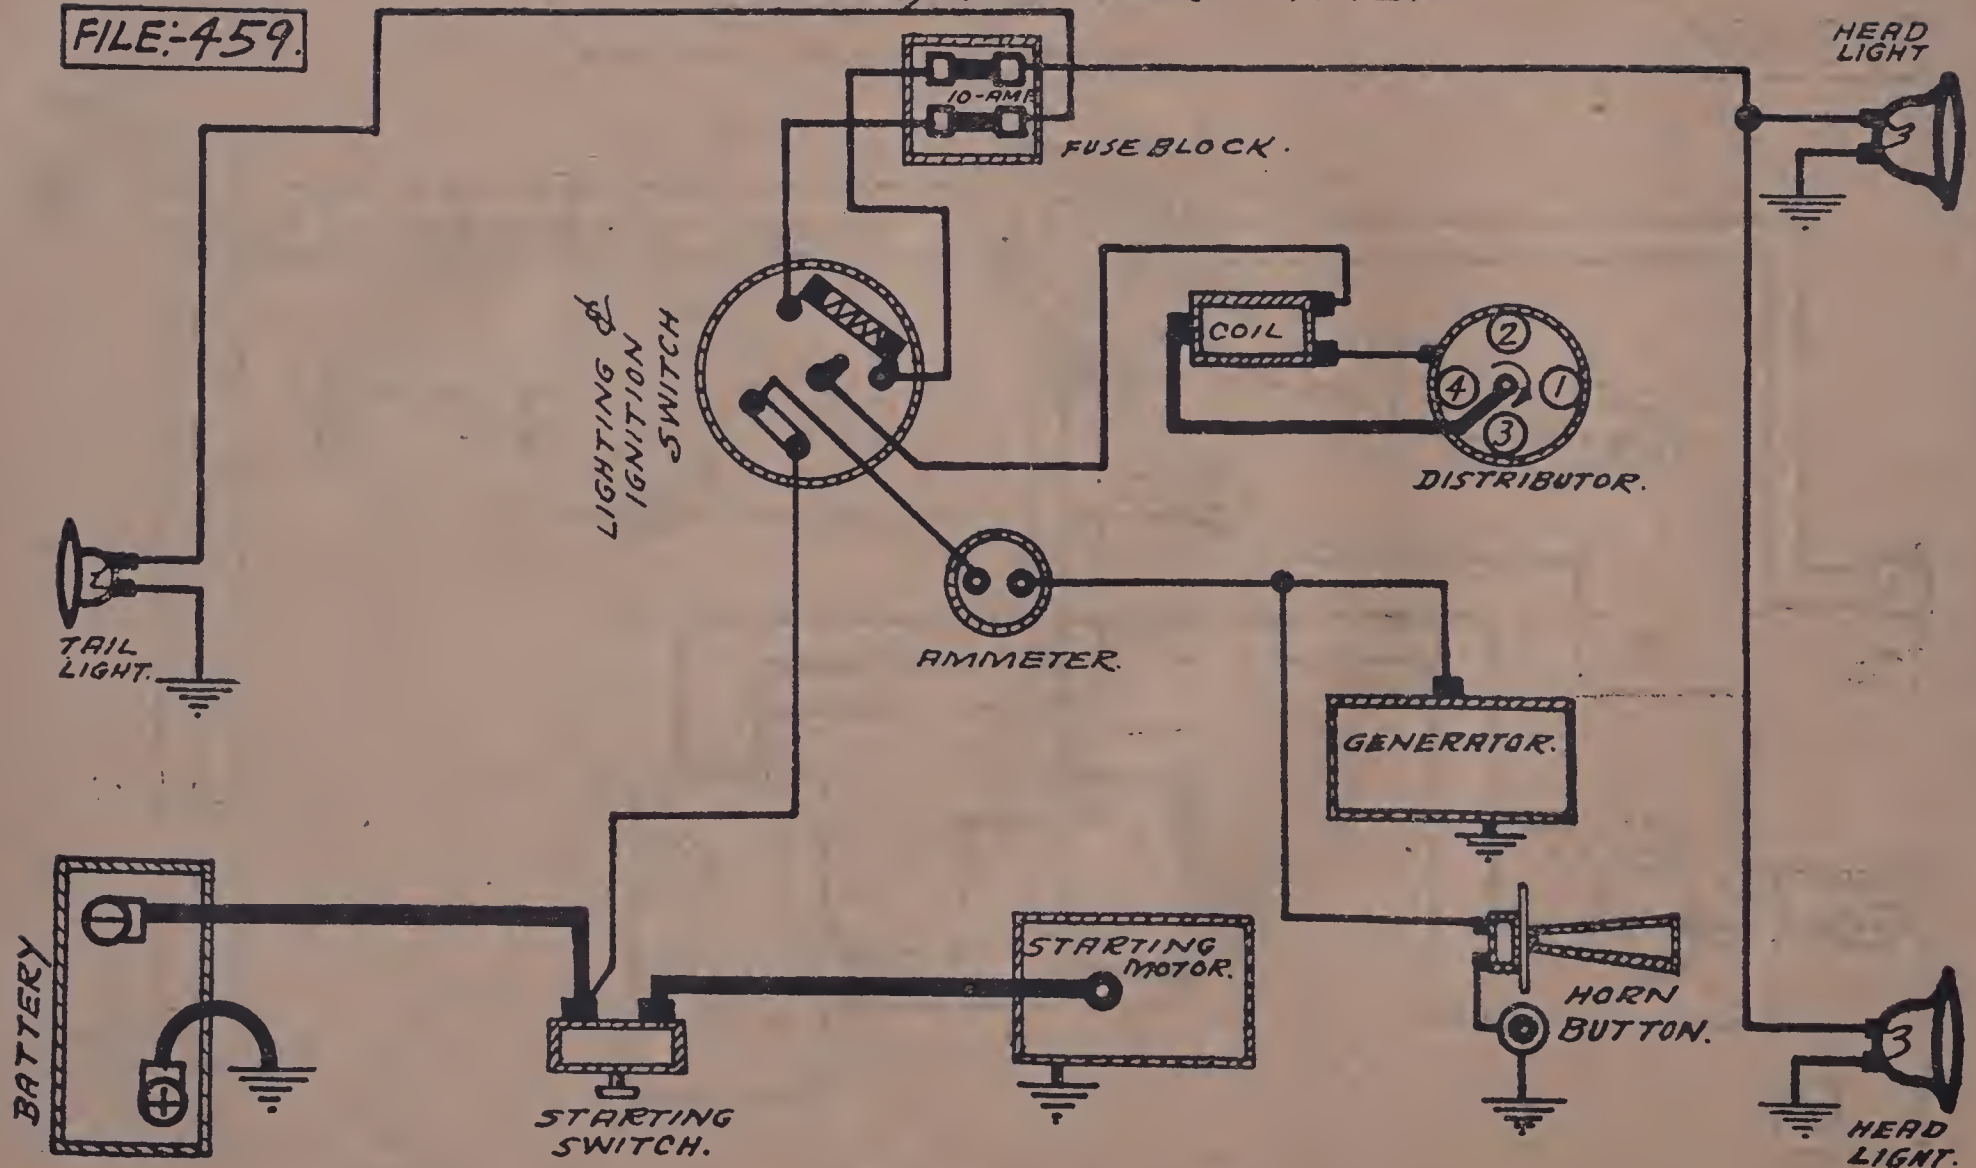 FILE:-459.
HEAD
LIGHT
10-AMP
FUSE BLOCK.
LIGHTING &
IGNITION
SWITCH
COIL
2
4
1
3
DISTRIBUTOR.
TAIL
LIGHT.
AMMETER.
GENERATOR.
BATTERY
STARTING
MOTOR.
HORN
BUTTON.
STARTING
SWITCH.
HEAD
LIGHT.